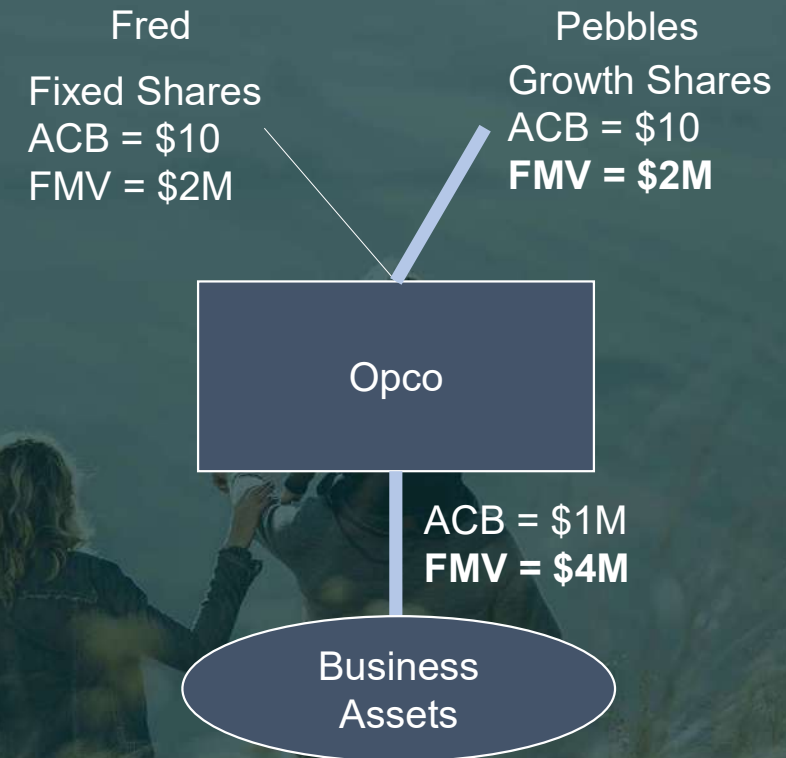 Fred
Fixed Shares
ACB = $10
FMV = $2M
Pebbles
Growth Shares
ACB = $10
FMV = $2M
Opco
ACB = $1M
FMV = $4M
Business
Assets